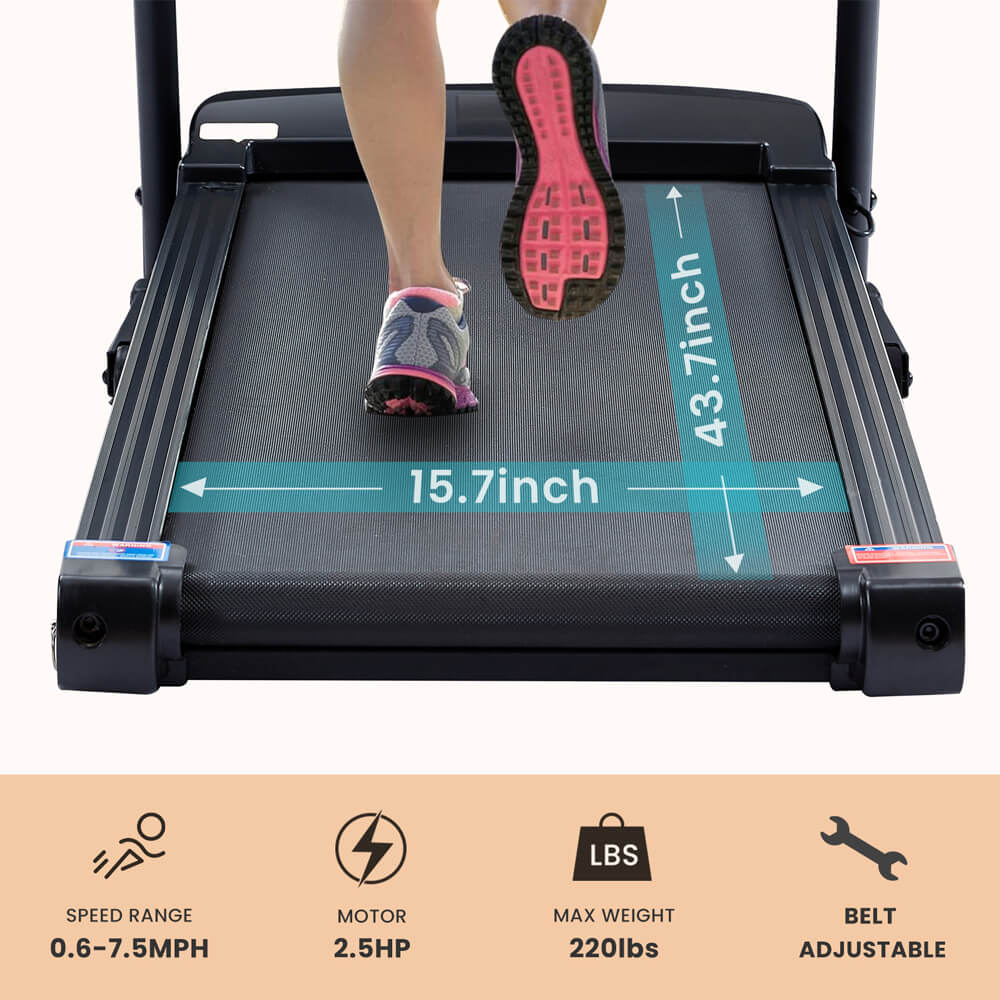 43.7inch
15.7inch
WARNING
LBS
SPEED RANGE
0.6-7.5MPH
MOTOR
2.5HP
MAX WEIGHT
220lbs
BELT
ADJUSTABLE